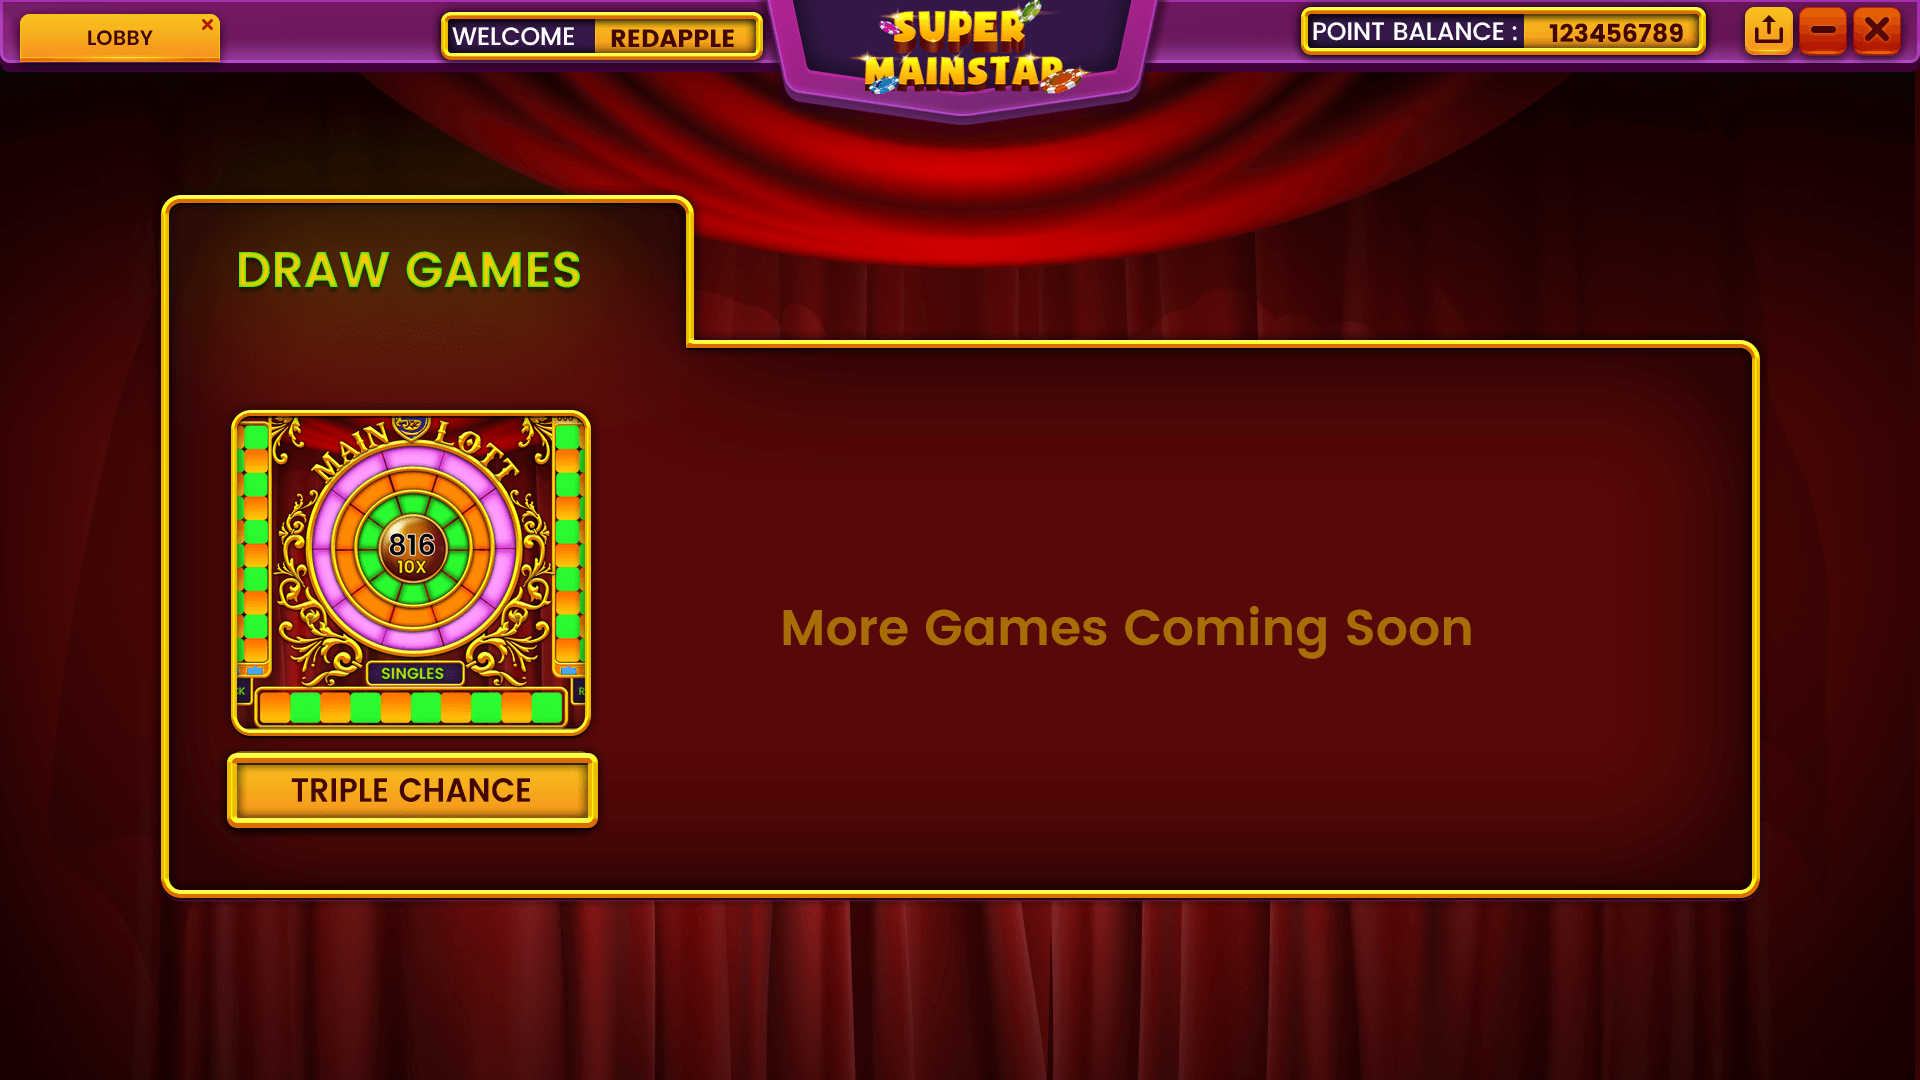 LOBBY
WELCOME REDAPPLE
SUPER
MAINSTAR
POINT BALANCE : 123456789
DRAW GAMES
MAIN LOTT
816
10X
SINGLES
TRIPLE CHANCE
More Games Coming Soon